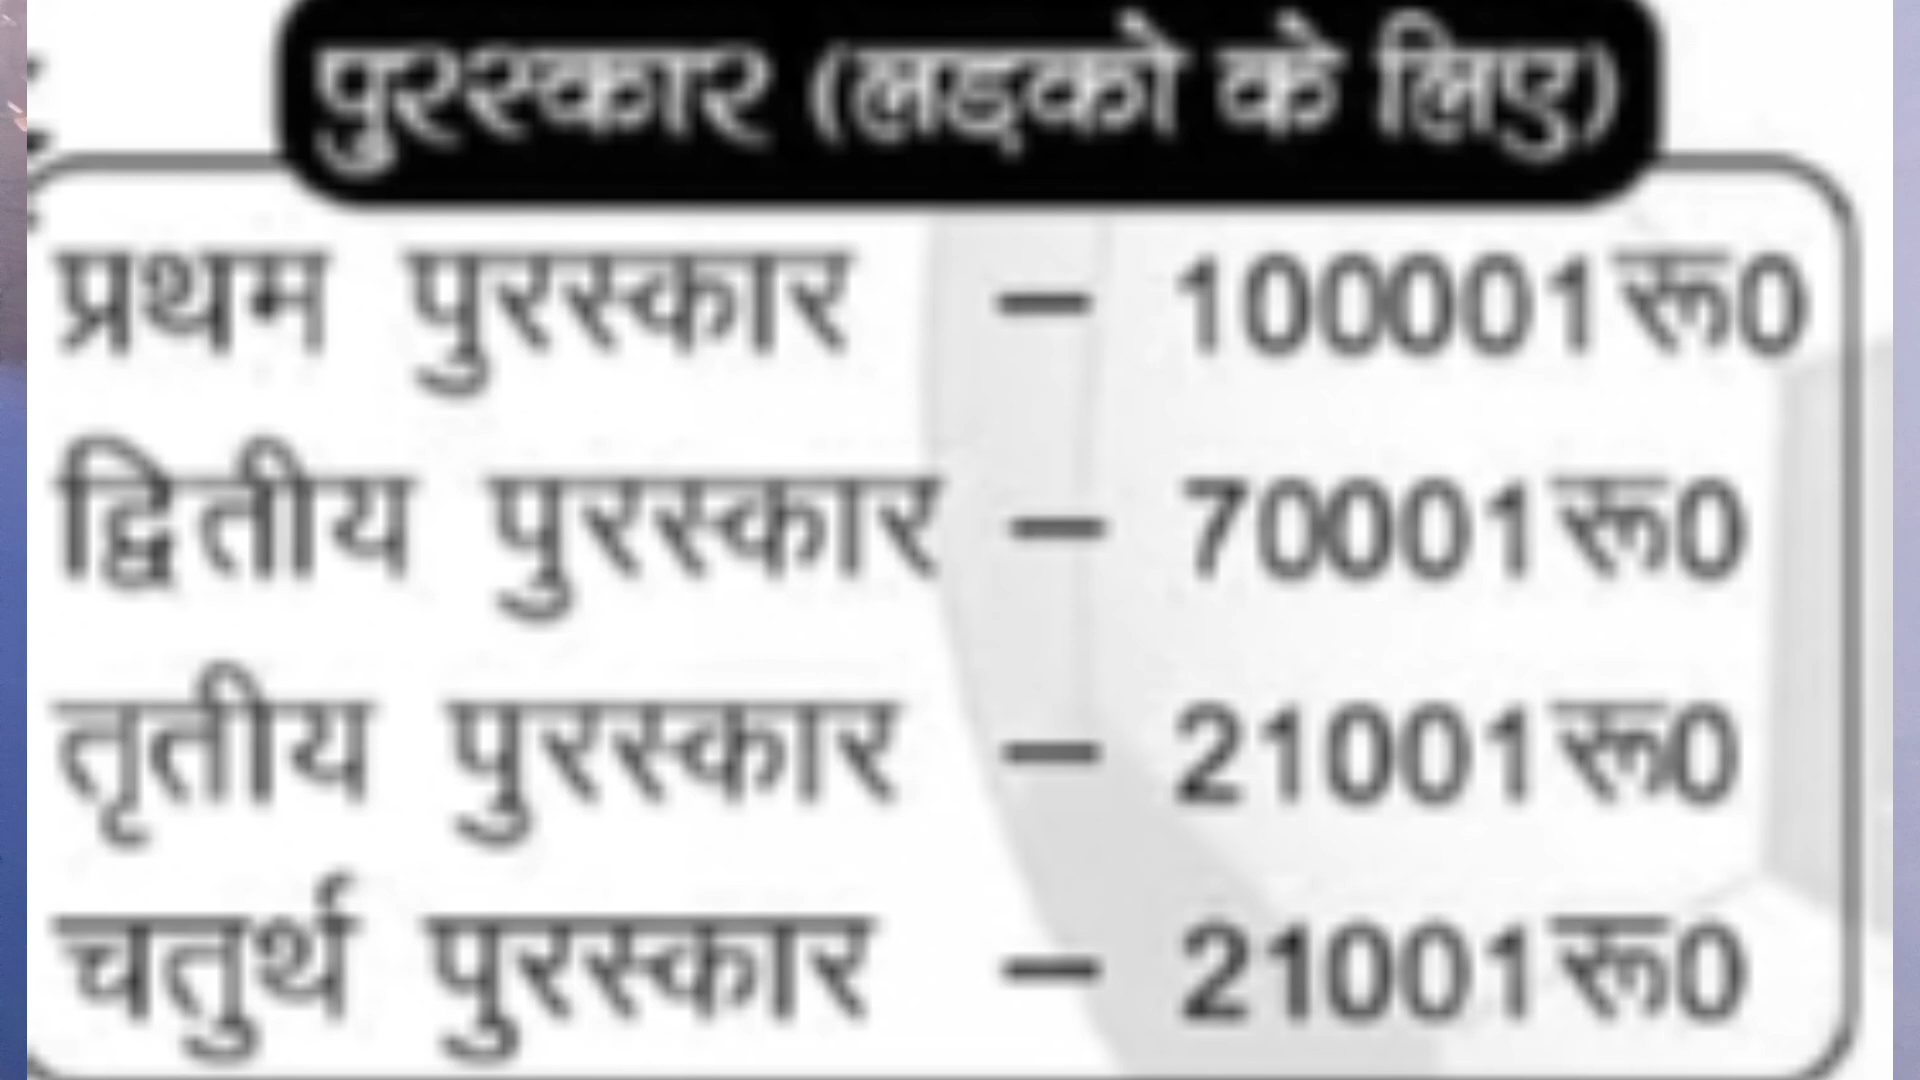 पुरस्कार (लड़को के लिए)
प्रथम पुरस्कार – 100001रू0
द्वितीय पुरस्कार – 70001रू0
तृतीय पुरस्कार – 21001रू0
चतुर्थ पुरस्कार – 21001रू0